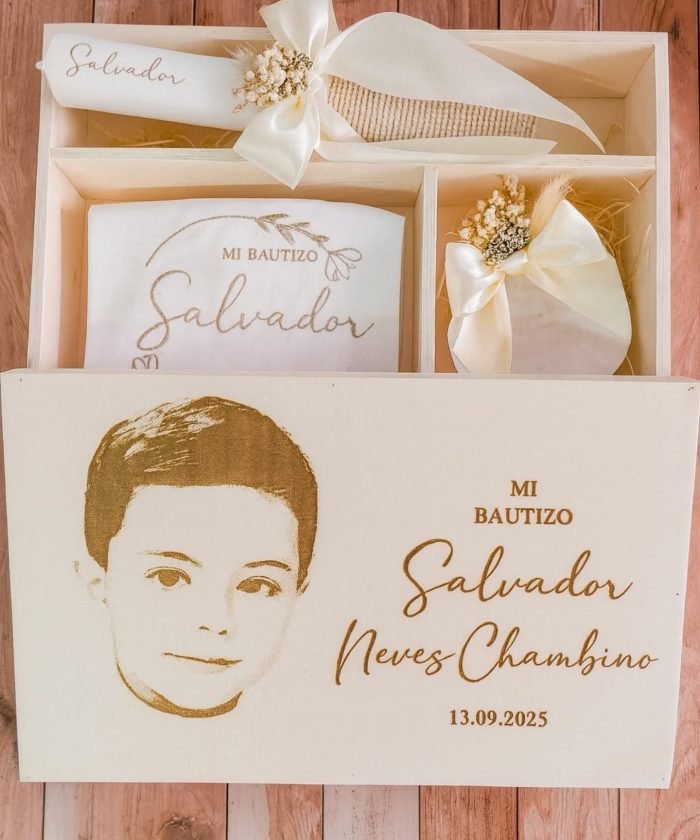 Salvador
MI BAUTIZO
Salvador
MI
BAUTIZO
Salvador
Neves Chambino
13.09.2025